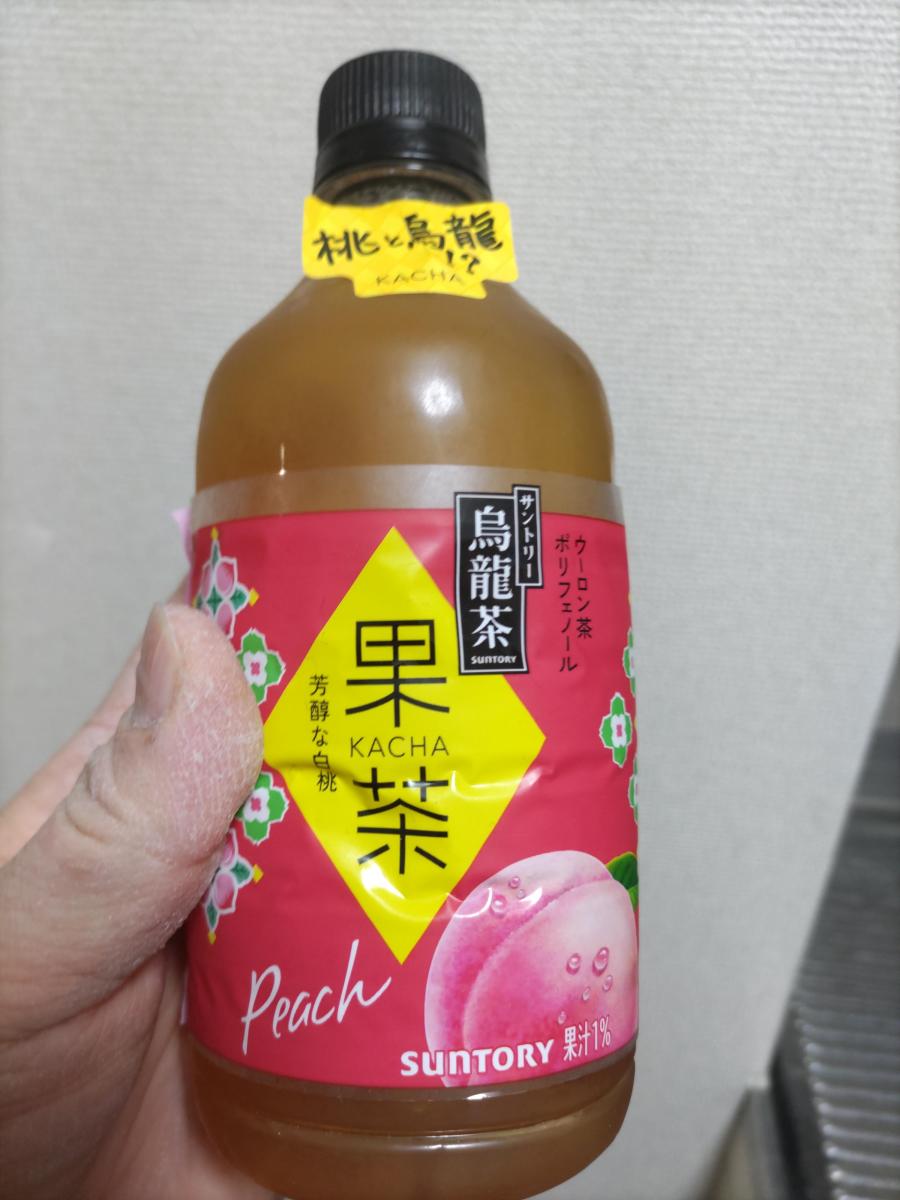 桃と烏龍!?
KACHA
サントリー
烏龍茶
SUNTORY
ウーロン茶
ポリフェノール
果
KACHA
茶
芳醇な白桃
Peach
SUNTORY 果汁1%